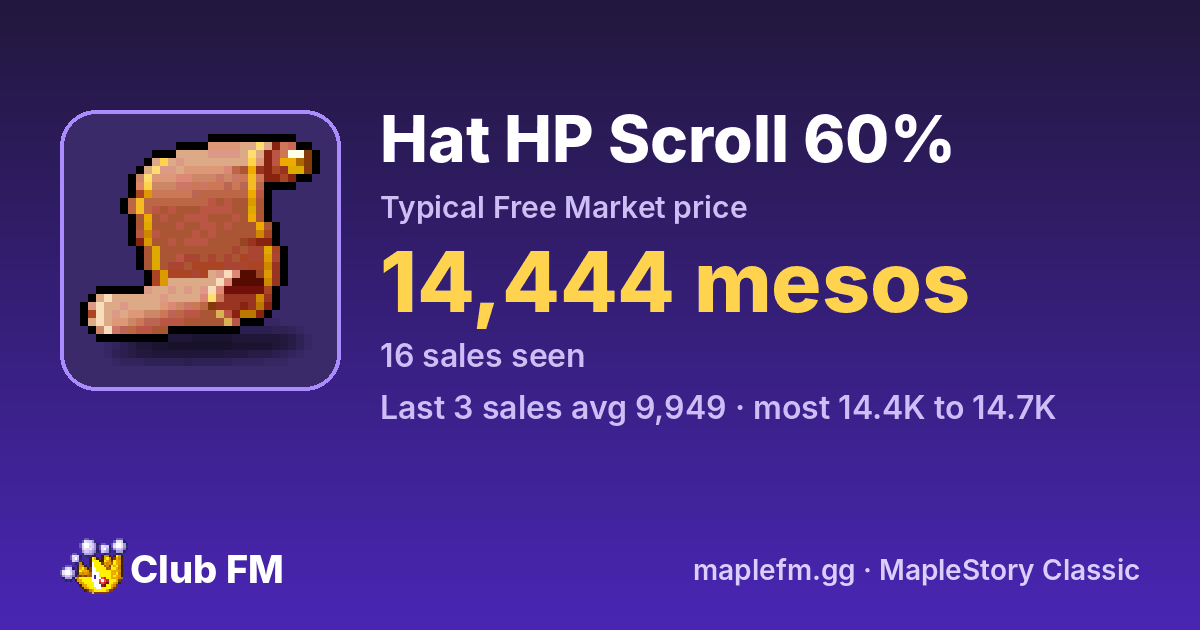 Hat HP Scroll 60%
Typical Free Market price
14,444 mesos
16 sales seen
Last 3 sales avg 9,949 · most 14.4K to 14.7K
Club FM
maplefm.gg · MapleStory Classic